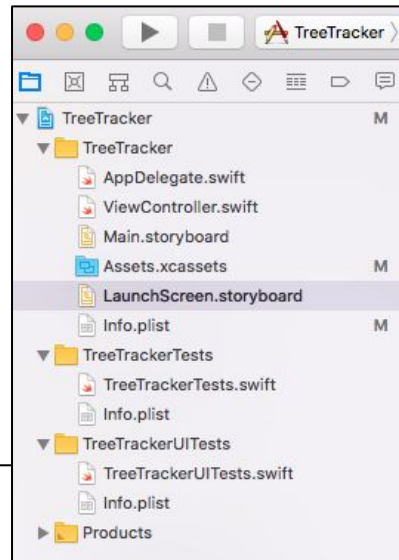 TreeTracker
TreeTracker M
TreeTracker
AppDelegate.swift
ViewController.swift
Main.storyboard
Assets.xcassets M
LaunchScreen.storyboard
Info.plist M
TreeTrackerTests
TreeTrackerTests.swift
Info.plist
TreeTrackerUITests
TreeTrackerUITests.swift
Info.plist
Products